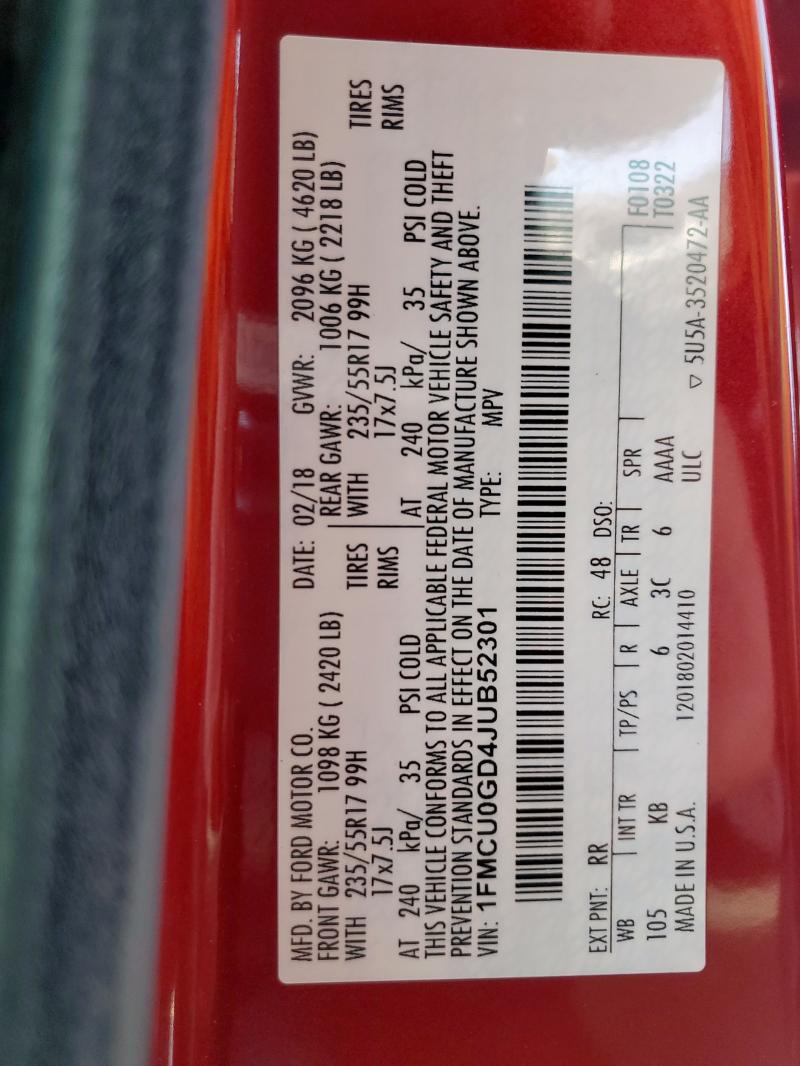 MFD. BY FORD MOTOR CO. DATE: 02/18 GVWR: 2096 KG ( 4620 LB)
FRONT GAWR: 1098 KG ( 2420 LB) REAR GAWR: 1006 KG ( 2218 LB)
WITH 235/55R17 99H TIRES WITH 235/55R17 99H TIRES
17x7.5J RIMS 17x7.5J RIMS
AT 240 kPa/ 35 PSI COLD AT 240 kPa/ 35 PSI COLD
THIS VEHICLE CONFORMS TO ALL APPLICABLE FEDERAL MOTOR VEHICLE SAFETY AND THEFT
PREVENTION STANDARDS IN EFFECT ON THE DATE OF MANUFACTURE SHOWN ABOVE.
VIN: 1FMCU0GD4JUB52301 TYPE: MPV
EXT PNT: RR RC: 48 DSO:
WB INT TR TP/PS R AXLE TR SPR F0108
105 KB 6 3C 6 AAAA T0322
MADE IN U.S.A. 1201802014410 ULC ▽ 5U5A-3520472-AA